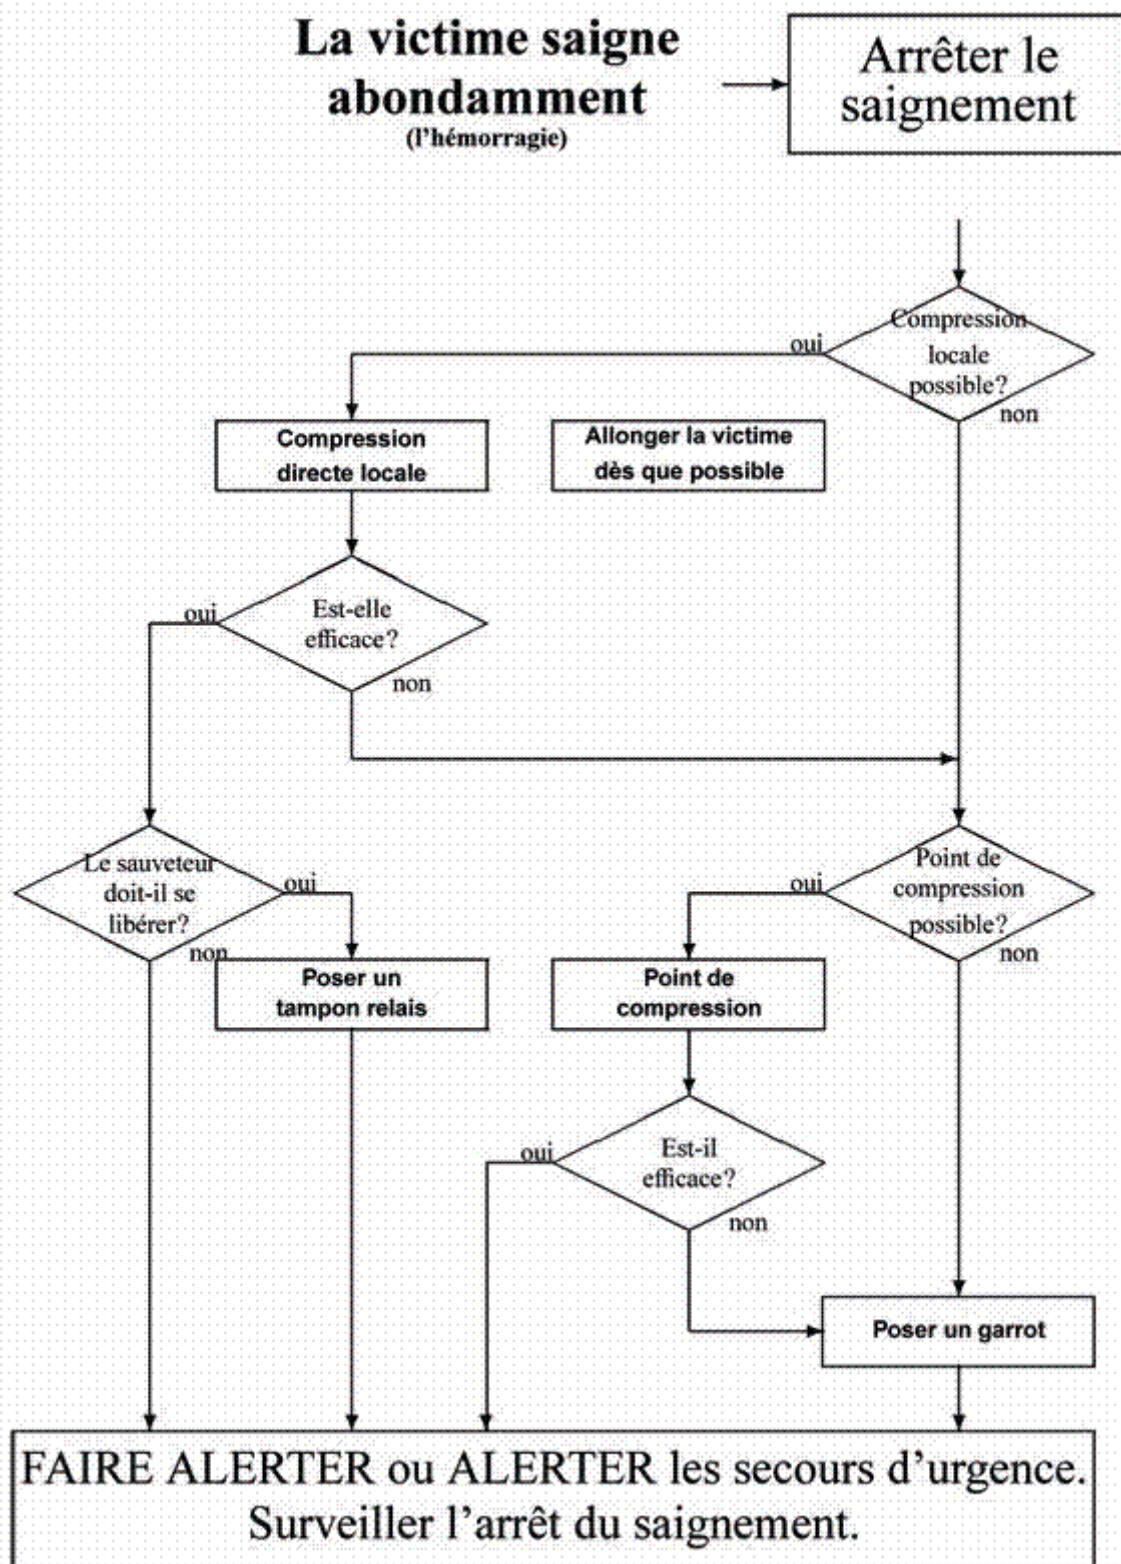 La victime saigne
abondamment
(l'hémorragie)
Arrêter le
saignement
Compression
locale
possible?
oui
non
Compression
directe locale
Allonger la victime
dès que possible
Est-elle
efficace?
oui
non
Le sauveteur
doit-il se
libérer?
oui
non
Point de
compression
possible?
oui
non
Poser un
tampon relais
Point de
compression
Est-il
efficace?
oui
non
Poser un garrot
FAIRE ALERTER ou ALERTER les secours d'urgence.
Surveiller l'arrêt du saignement.